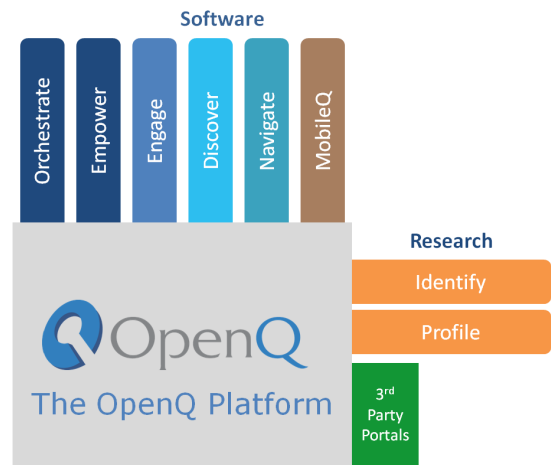 Software
Orchestrate
Empower
Engage
Discover
Navigate
MobileQ
Research
Identify
Profile
OpenQ
The OpenQ Platform
3rd
Party
Portals